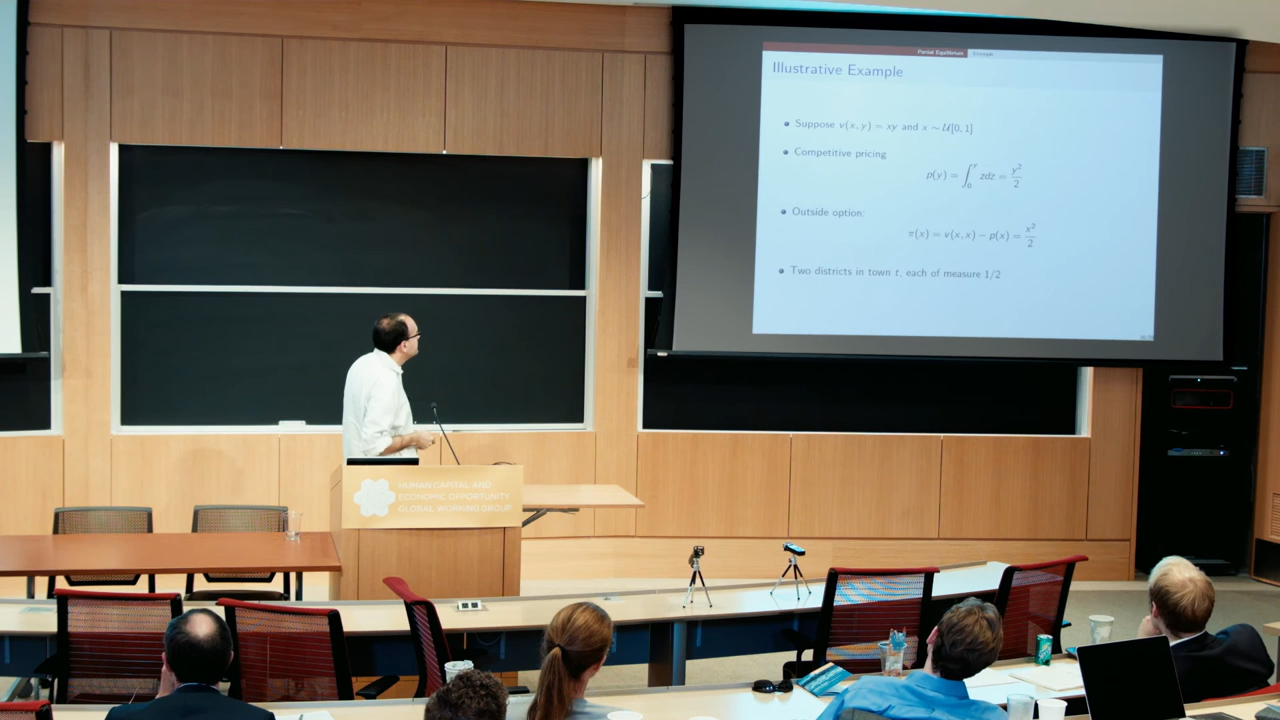 Partial Equilibrium Example
Illustrative Example
Suppose v(x, y) = xy and x ∼ U[0, 1]
Competitive pricing
p(y) = ∫₀ʸ zdz = y²/2
Outside option:
π(x) = v(x, x) − p(x) = x²/2
Two districts in town t, each of measure 1/2
HUMAN CAPITAL AND
ECONOMIC OPPORTUNITY
GLOBAL WORKING GROUP